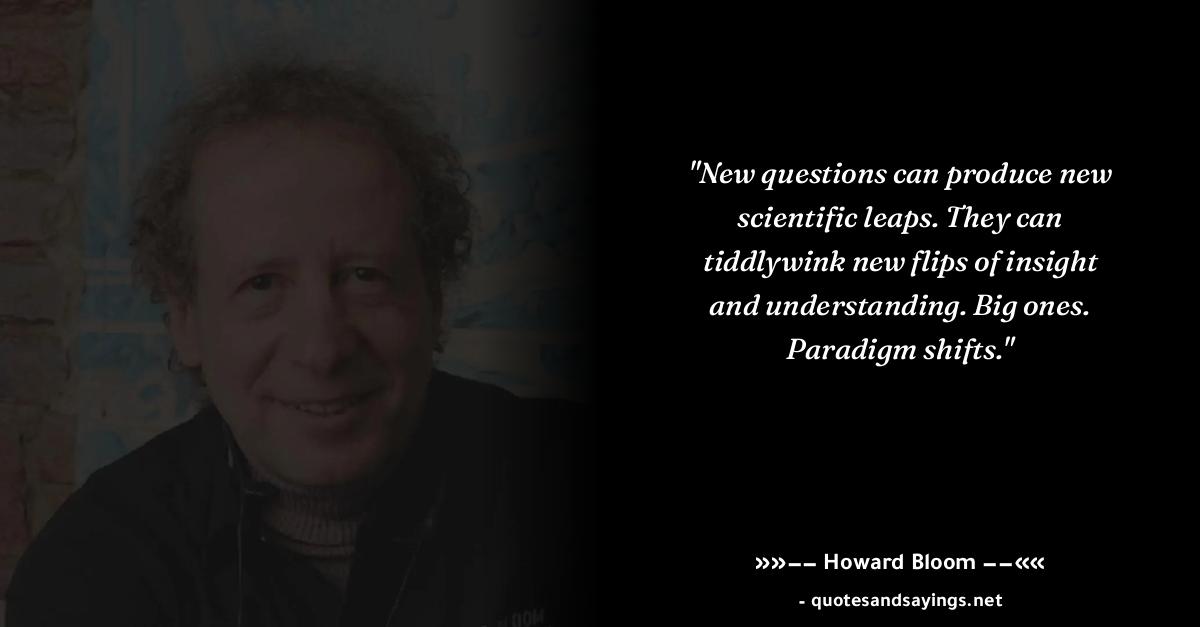 "New questions can produce new
scientific leaps. They can
tiddlywink new flips of insight
and understanding. Big ones.
Paradigm shifts."
»»–– Howard Bloom ––««
- quotesandsayings.net